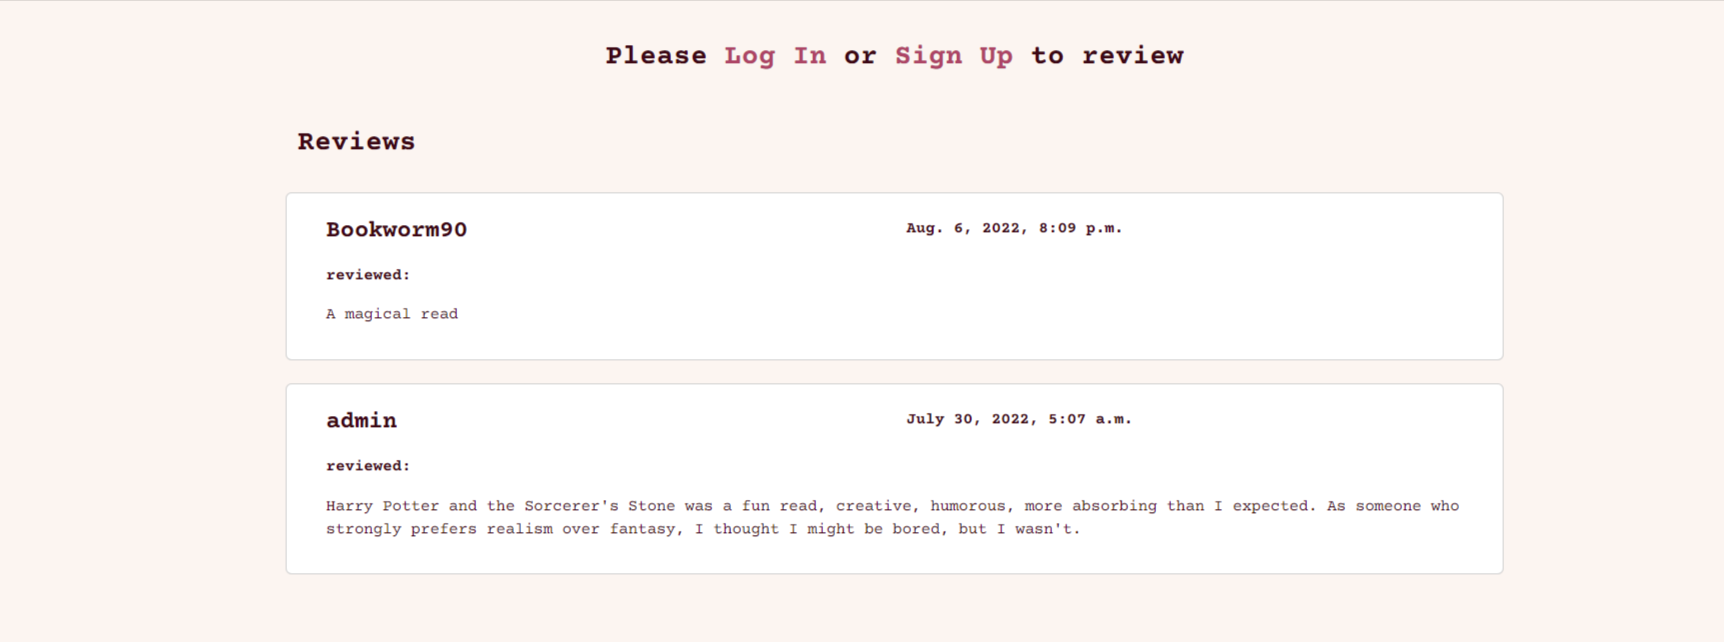 Please Log In or Sign Up to review
Reviews
Bookworm90
Aug. 6, 2022, 8:09 p.m.
reviewed:
A magical read
admin
July 30, 2022, 5:07 a.m.
reviewed:
Harry Potter and the Sorcerer's Stone was a fun read, creative, humorous, more absorbing than I expected. As someone who
strongly prefers realism over fantasy, I thought I might be bored, but I wasn't.